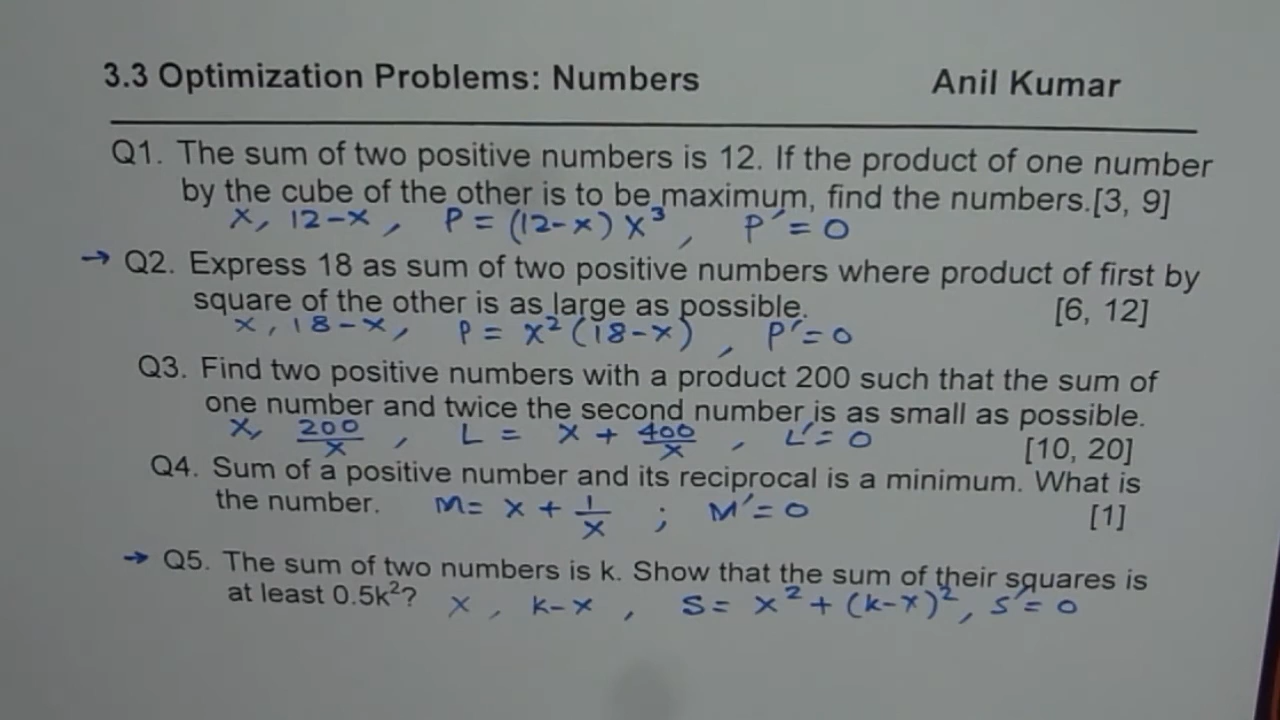 3.3 Optimization Problems: Numbers Anil Kumar
Q1. The sum of two positive numbers is 12. If the product of one number
by the cube of the other is to be maximum, find the numbers.[3, 9]
x, 12-x, P = (12-x) x³, P' = 0
→ Q2. Express 18 as sum of two positive numbers where product of first by
square of the other is as large as possible. [6, 12]
x, 18-x, P = x² (18-x), P' = 0
Q3. Find two positive numbers with a product 200 such that the sum of
one number and twice the second number is as small as possible.
x, 200/x, L = x + 400/x, L' = 0 [10, 20]
Q4. Sum of a positive number and its reciprocal is a minimum. What is
the number. M = x + 1/x ; M' = 0 [1]
→ Q5. The sum of two numbers is k. Show that the sum of their squares is
at least 0.5k²? x, k-x, S = x² + (k-x)², S' = 0